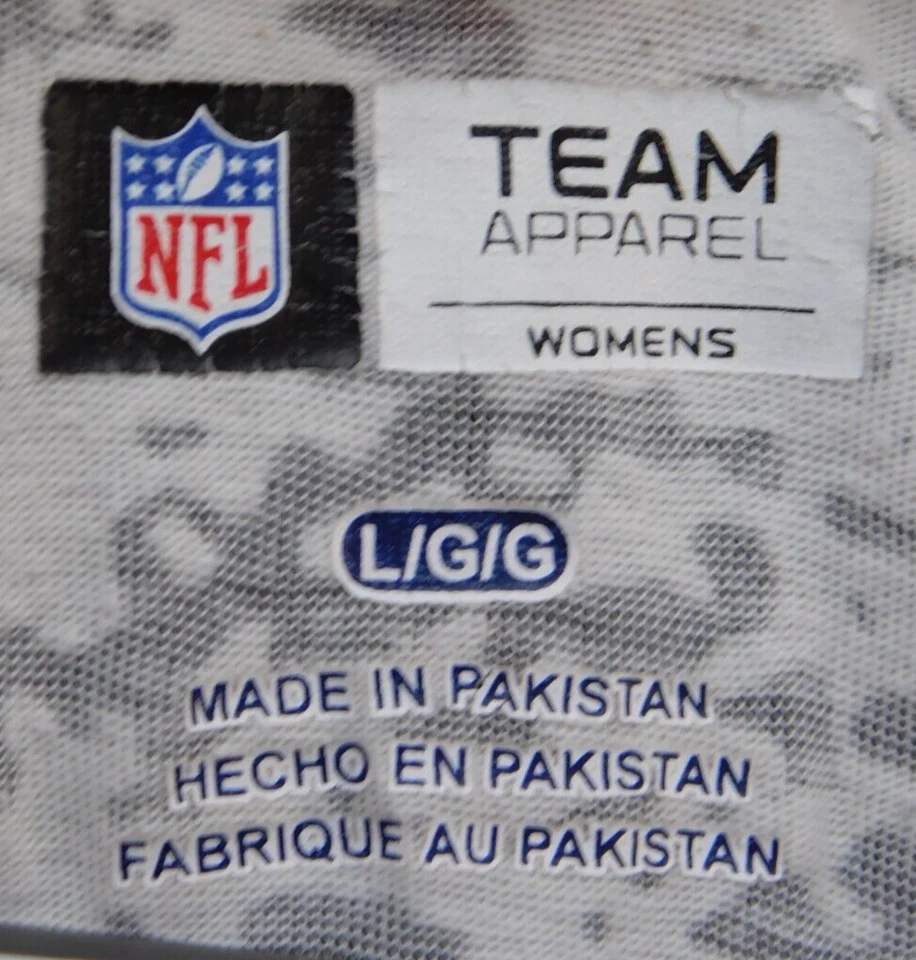 NFL
TEAM
APPAREL
WOMENS
L/G/G
MADE IN PAKISTAN
HECHO EN PAKISTAN
FABRIQUE AU PAKISTAN